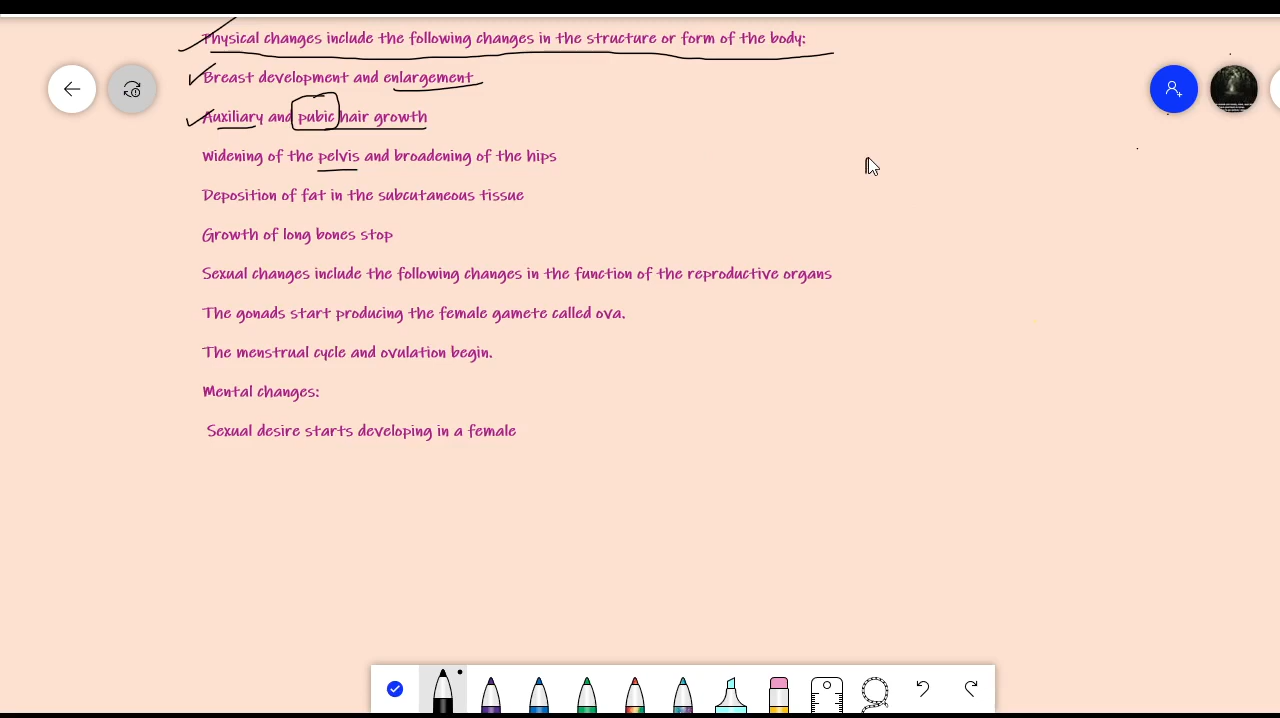 Physical changes include the following changes in the structure or form of the body:
Breast development and enlargement
Auxiliary and pubic hair growth
Widening of the pelvis and broadening of the hips
Deposition of fat in the subcutaneous tissue
Growth of long bones stop
Sexual changes include the following changes in the function of the reproductive organs
The gonads start producing the female gamete called ova.
The menstrual cycle and ovulation begin.
Mental changes:
Sexual desire starts developing in a female